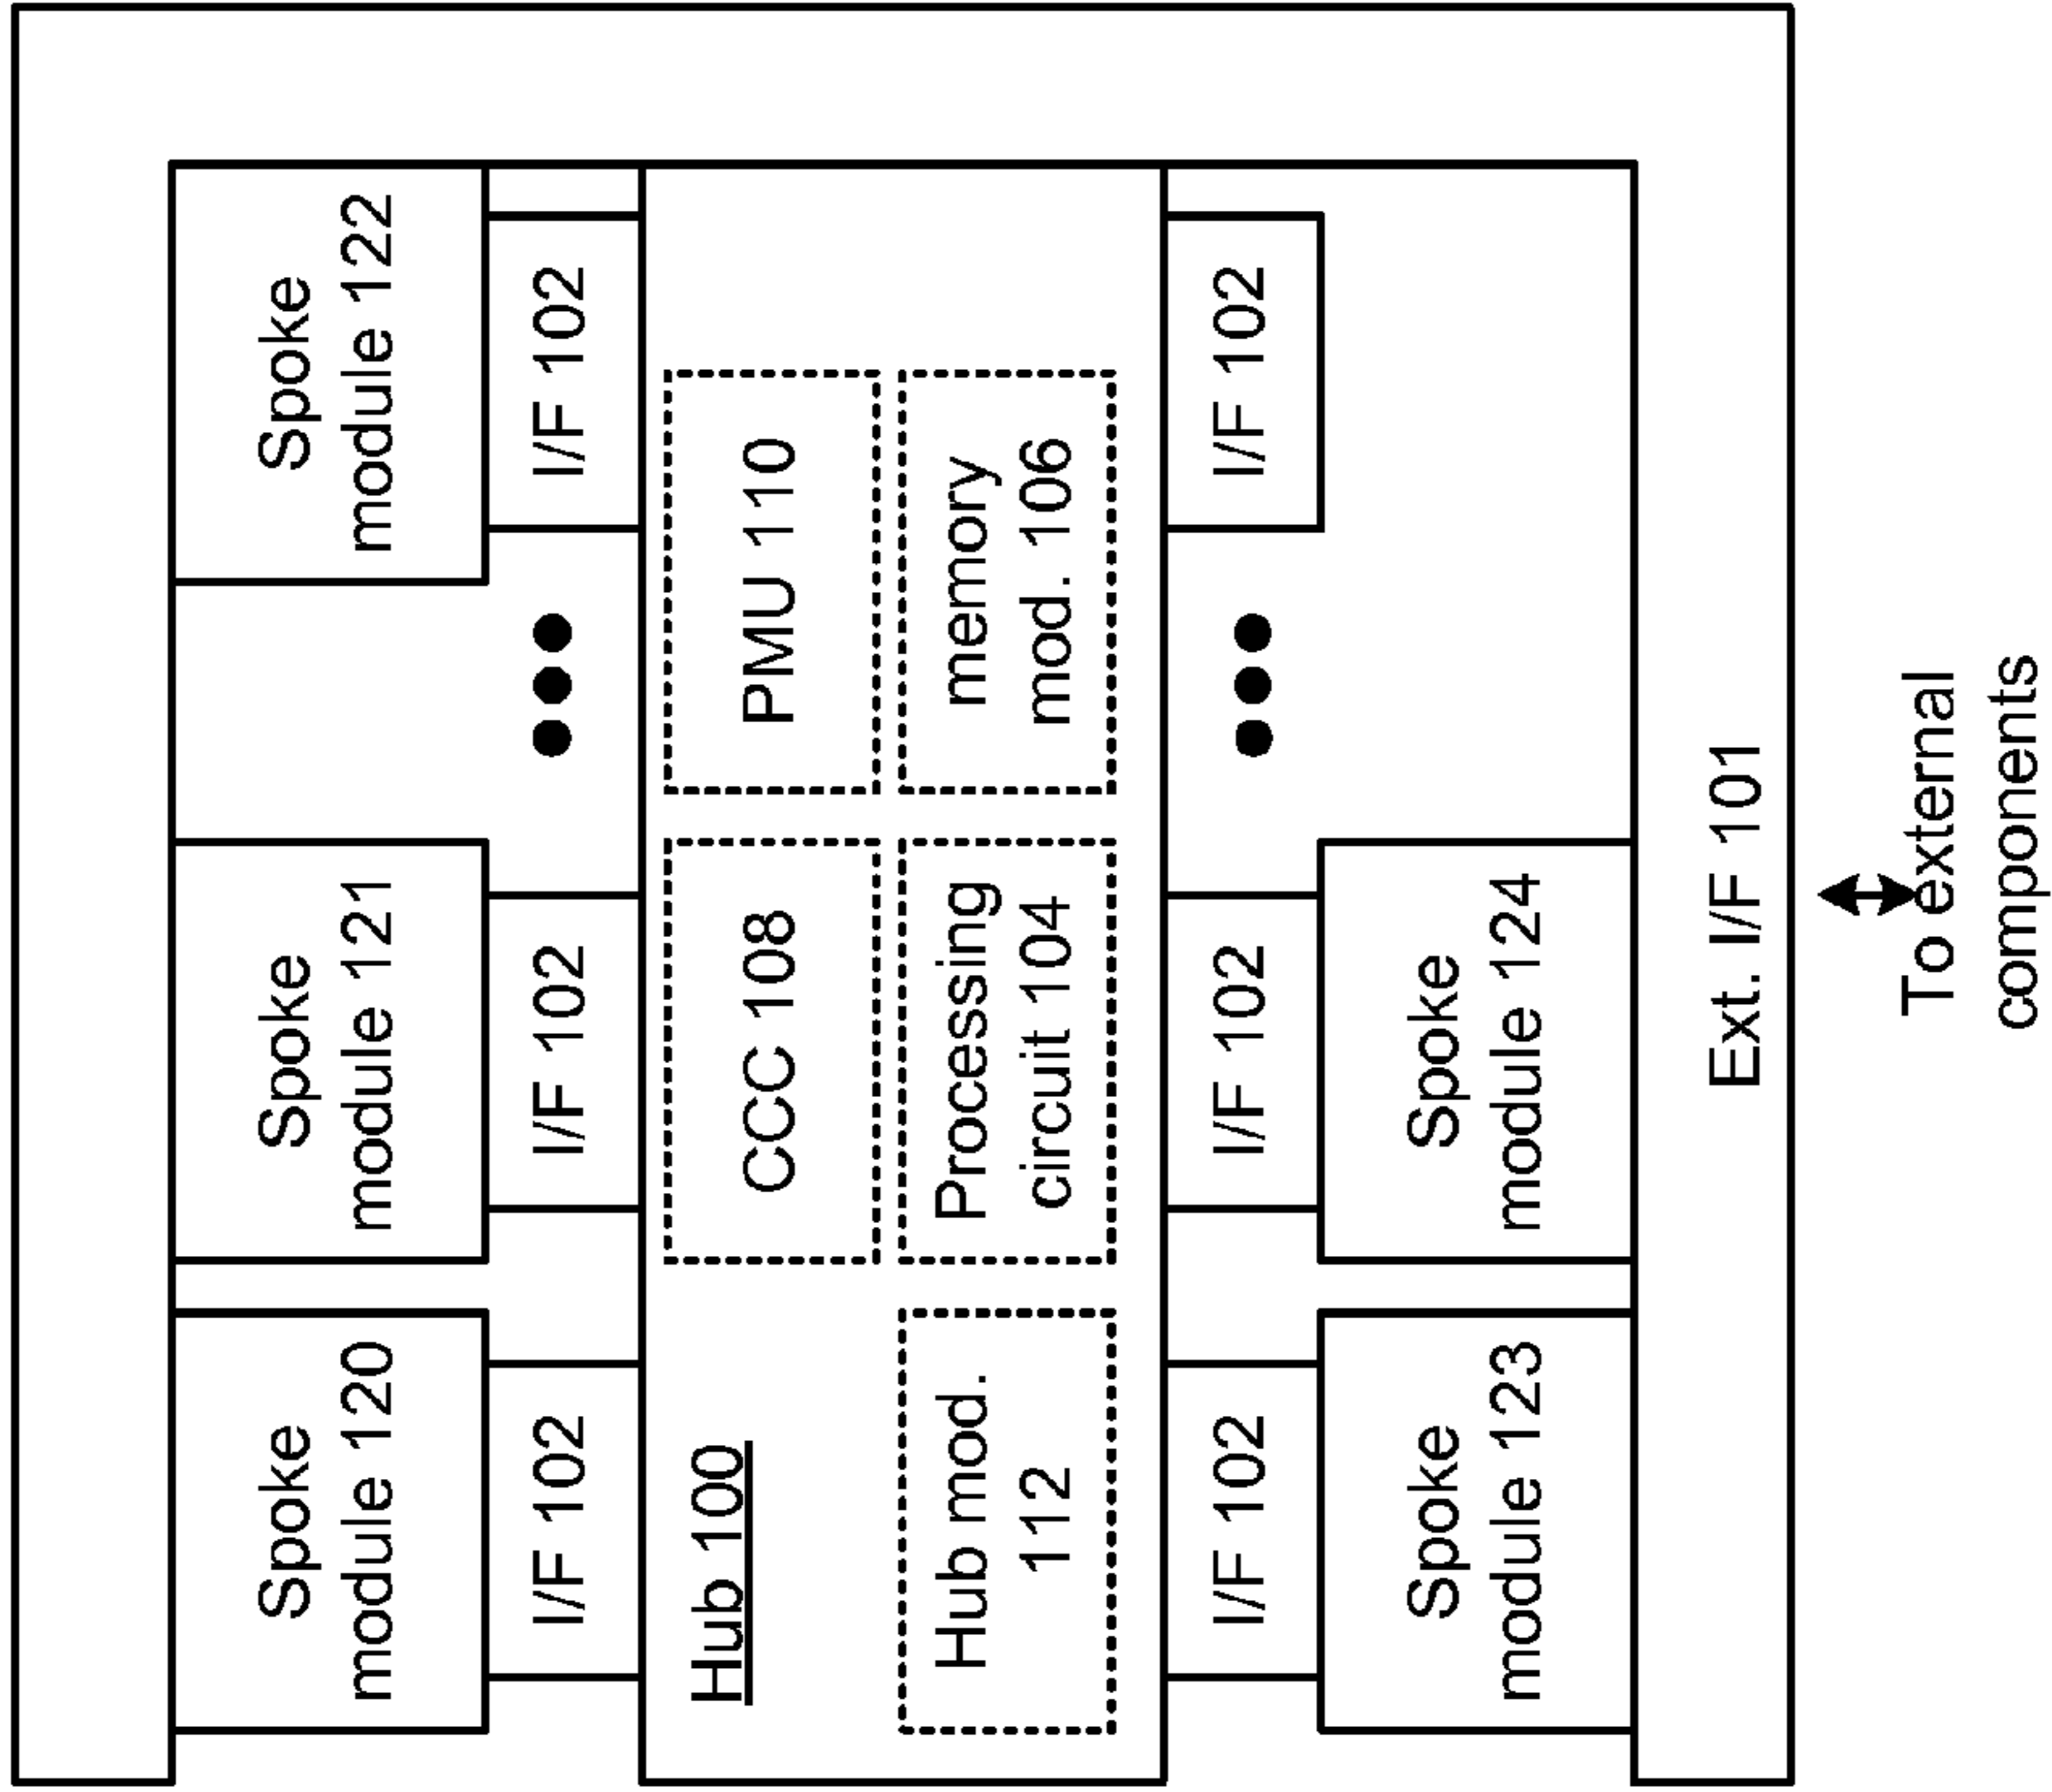 Spoke
module 120
Spoke
module 121
Spoke
module 122
I/F 102
I/F 102
I/F 102
Hub 100
CCC 108
PMU 110
Hub mod.
112
Processing
circuit 104
memory
mod. 106
I/F 102
I/F 102
I/F 102
Spoke
module 123
Spoke
module 124
Ext. I/F 101
To external
components